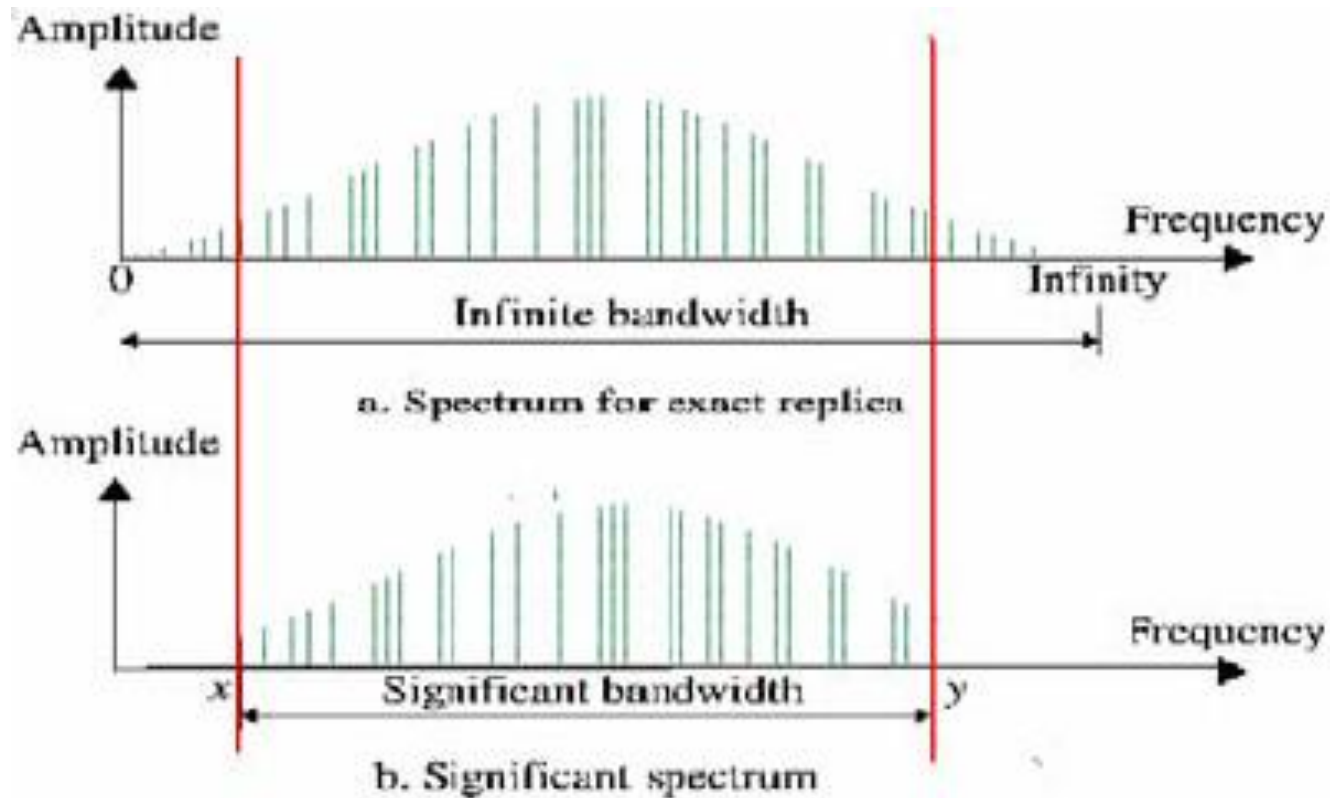 Amplitude
Frequency
0
Infinity
Infinite bandwidth
a. Spectrum for exact replica
Amplitude
Frequency
x Significant bandwidth y
b. Significant spectrum